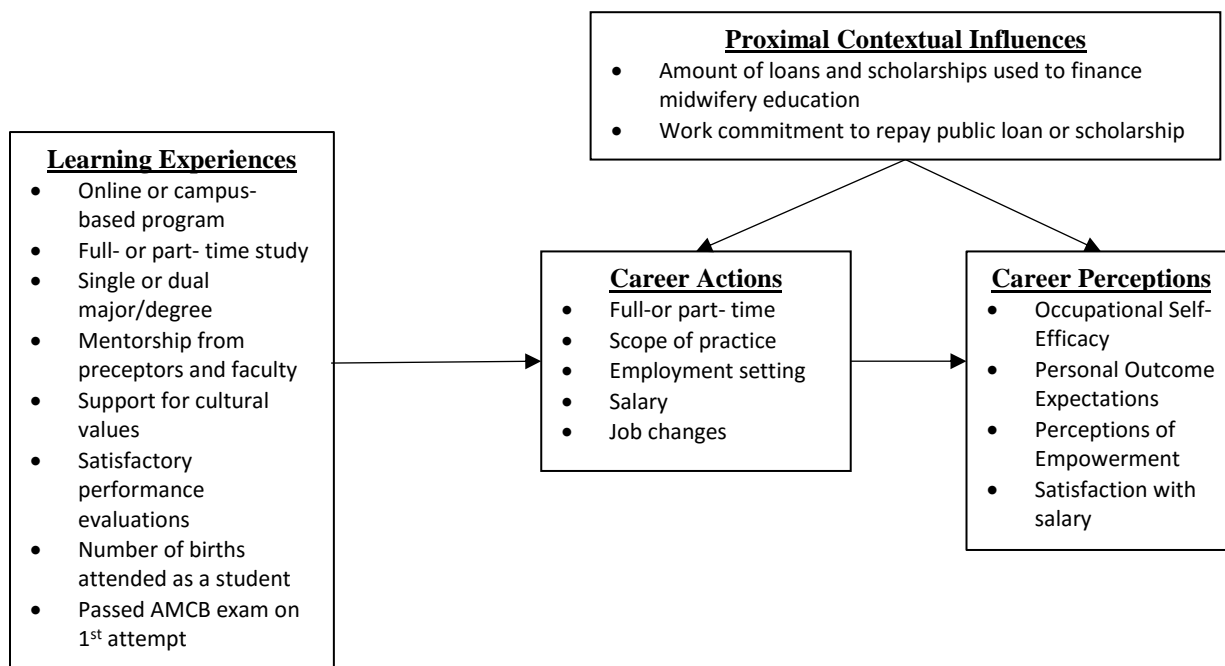 Proximal Contextual Influences
• Amount of loans and scholarships used to finance
midwifery education
• Work commitment to repay public loan or scholarship
Learning Experiences
• Online or campus-
based program
• Full- or part- time study
• Single or dual
major/degree
• Mentorship from
preceptors and faculty
• Support for cultural
values
• Satisfactory
performance
evaluations
• Number of births
attended as a student
• Passed AMCB exam on
1st attempt
Career Actions
• Full-or part- time
• Scope of practice
• Employment setting
• Salary
• Job changes
Career Perceptions
• Occupational Self-
Efficacy
• Personal Outcome
Expectations
• Perceptions of
Empowerment
• Satisfaction with
salary